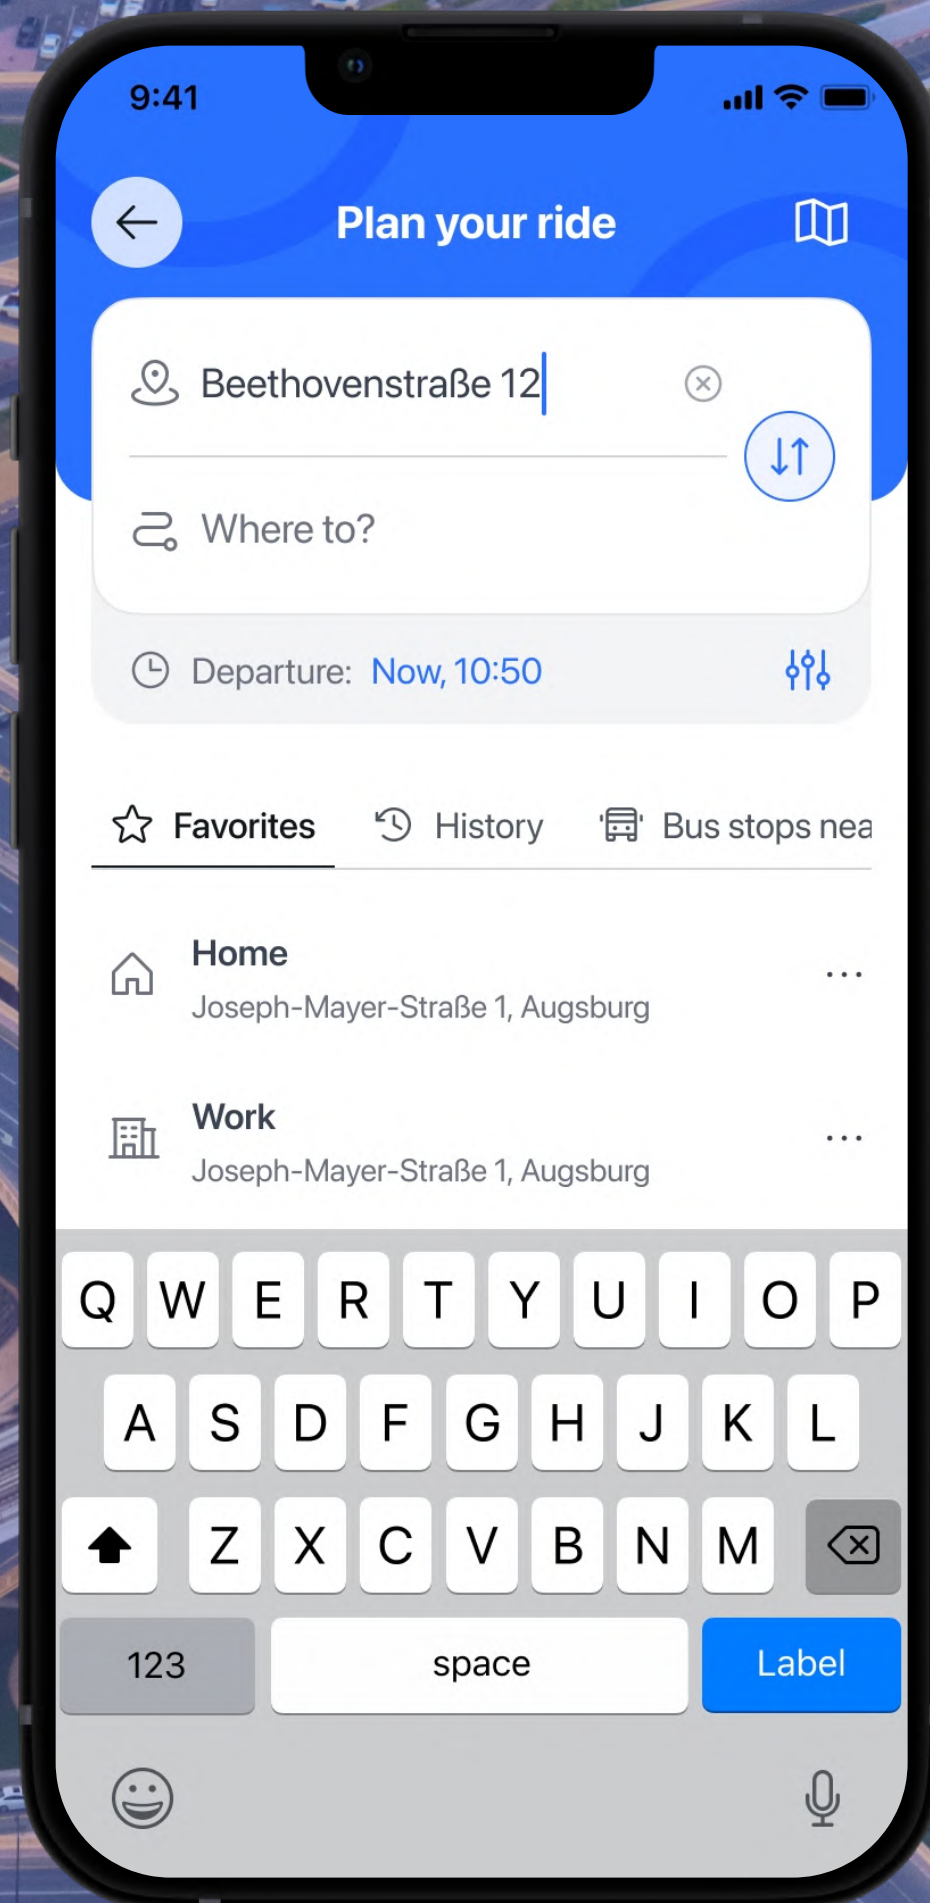 9:41
Plan your ride
Beethovenstraße 12
Where to?
Departure: Now, 10:50
Favorites History Bus stops nea
Home
Joseph-Mayer-Straße 1, Augsburg
Work
Joseph-Mayer-Straße 1, Augsburg
Q W E R T Y U I O P
A S D F G H J K L
Z X C V B N M
123 space Label